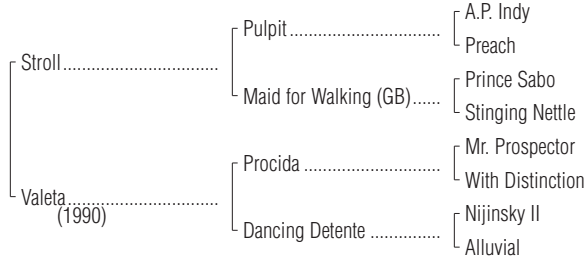 A.P. Indy
Pulpit
Preach
Stroll
Prince Sabo
Maid for Walking (GB)
Stinging Nettle
Mr. Prospector
Procida
With Distinction
Valeta
(1990)
Nijinsky II
Dancing Detente
Alluvial